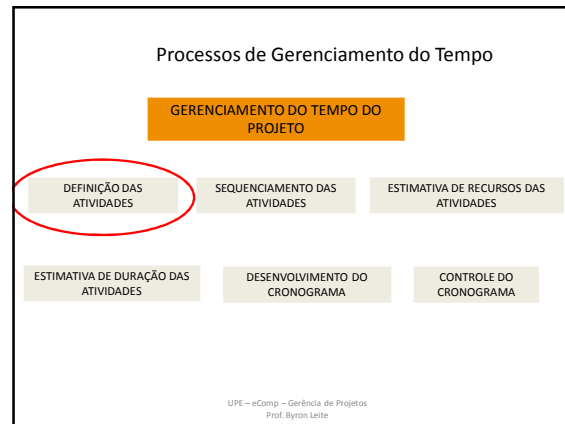 Processos de Gerenciamento do Tempo
GERENCIAMENTO DO TEMPO DO
PROJETO
DEFINIÇÃO DAS
ATIVIDADES
SEQUENCIAMENTO DAS
ATIVIDADES
ESTIMATIVA DE RECURSOS DAS
ATIVIDADES
ESTIMATIVA DE DURAÇÃO DAS
ATIVIDADES
DESENVOLVIMENTO DO
CRONOGRAMA
CONTROLE DO
CRONOGRAMA
UPE – eComp – Gerência de Projetos
Prof. Byron Leite